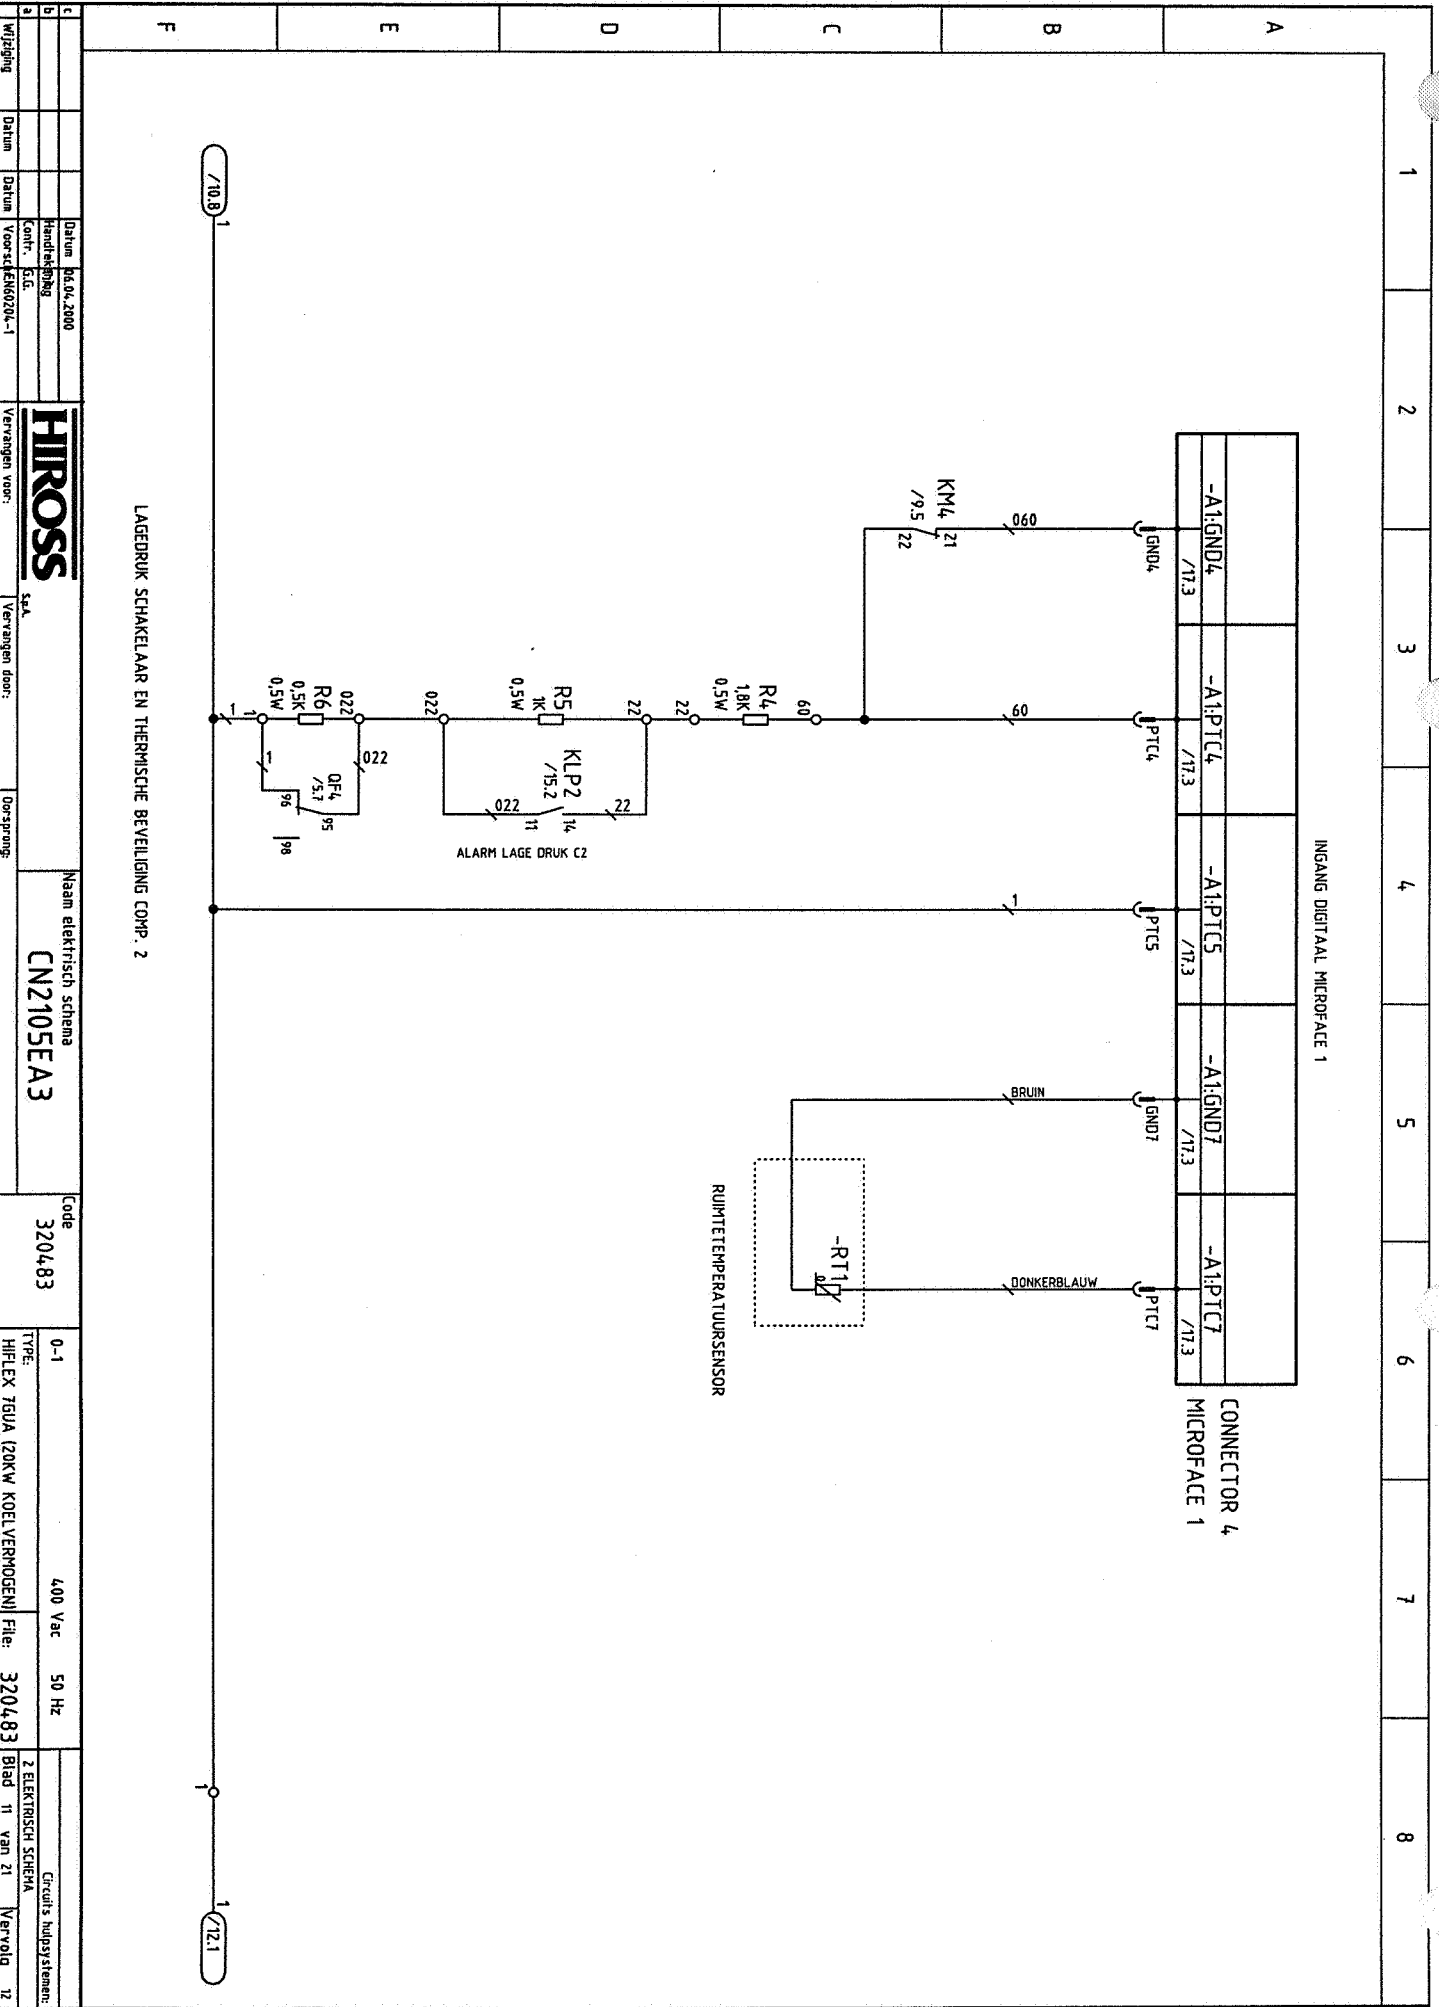 1 2 3 4 5 6 7 8
A
B
C
D
E
F
INGANG DIGITAAL MICROFACE 1
CONNECTOR 4
MICROFACE 1
-A1:GND4
/17.3
-A1:PTC4
/17.3
-A1:PTC5
/17.3
-A1:GND7
/17.3
-A1:PTC7
/17.3
GND4
PTC4
PTC5
GND7
PTC7
060
60
1
BRUIN
DONKERBLAUW
KM4
/9.5
21
22
60
R4
1,8K
0,5W
22
22
R5
1K
0,5W
KLP2
/15.2
14
11
22
022
ALARM LAGE DRUK C2
022
022
022
R6
0,5K
0,5W
QF4
/5.7
95
96
98
1
1
1
-RT1
RUIMTETEMPERATUURSENSOR
/10.8
1
1
1
/12.1
LAGEDRUK SCHAKELAAR EN THERMISCHE BEVEILIGING COMP. 2
c
b
a
Wijziging
Datum
Datum
Datum 06.04.2000
Contr. G.G.
EN60204-1
HIROSS
S.p.A.
Vervangen voor:
Vervangen door:
Oorsprong:
Naam elektrisch schema
CN2105EA3
Code
320483
0-1
400 Vac 50 Hz
TYPE:
HIFLEX 7GUA (20KW KOELVERMOGEN)
File: 320483
Circuits hulpsystemen:
2 ELEKTRISCH SCHEMA
Blad 11 van 21
Vervolg 12